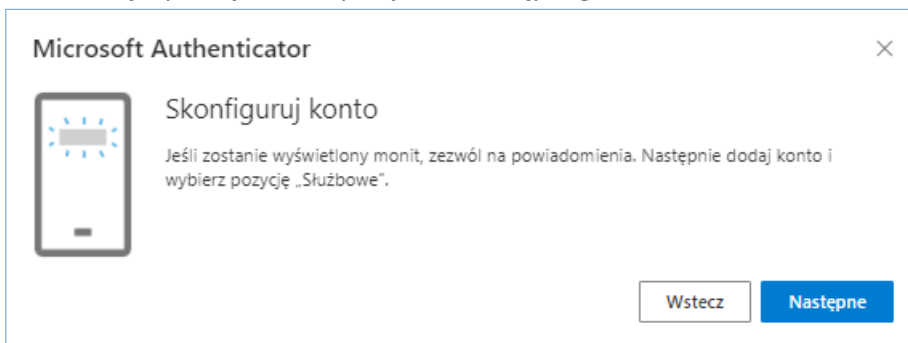 Microsoft Authenticator
Skonfiguruj konto
Jeśli zostanie wyświetlony monit, zezwól na powiadomienia. Następnie dodaj konto i
wybierz pozycję „Służbowe”.
Wstecz
Następne